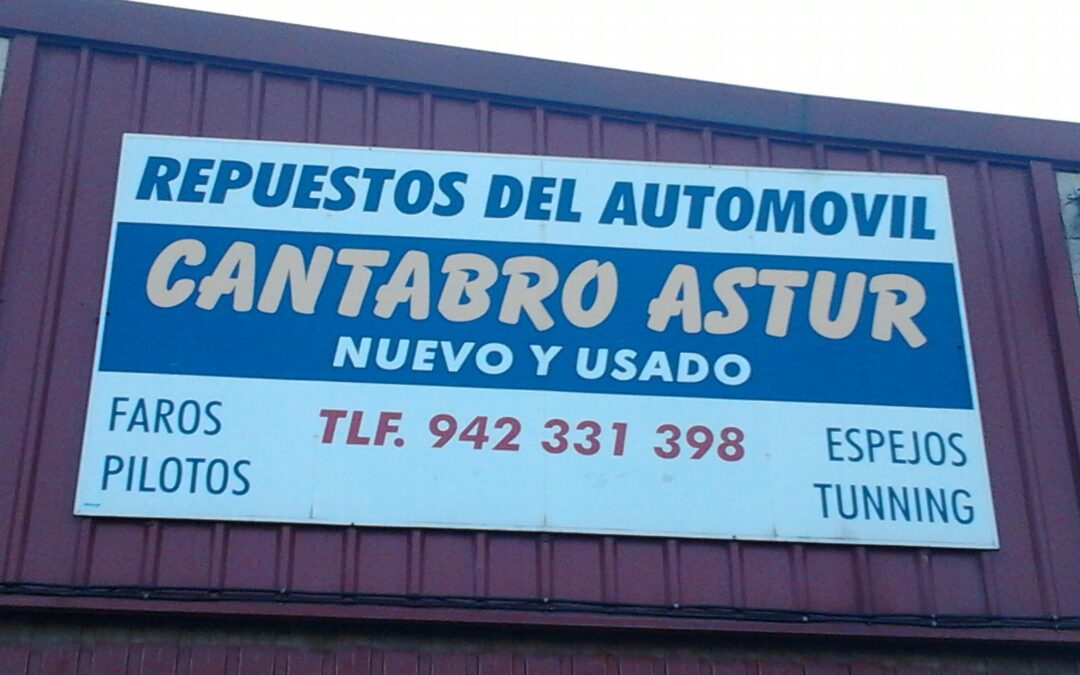 REPUESTOS DEL AUTOMOVIL
CANTABRO ASTUR
NUEVO Y USADO
FAROS
PILOTOS
TLF. 942 331 398
ESPEJOS
TUNNING